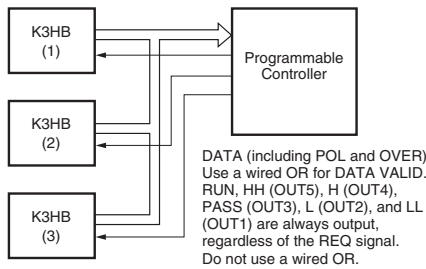 K3HB
(1)
Programmable
Controller
K3HB
(2)
K3HB
(3)
DATA (including POL and OVER)
Use a wired OR for DATA VALID.
RUN, HH (OUT5), H (OUT4),
PASS (OUT3), L (OUT2), and LL
(OUT1) are always output,
regardless of the REQ signal.
Do not use a wired OR.